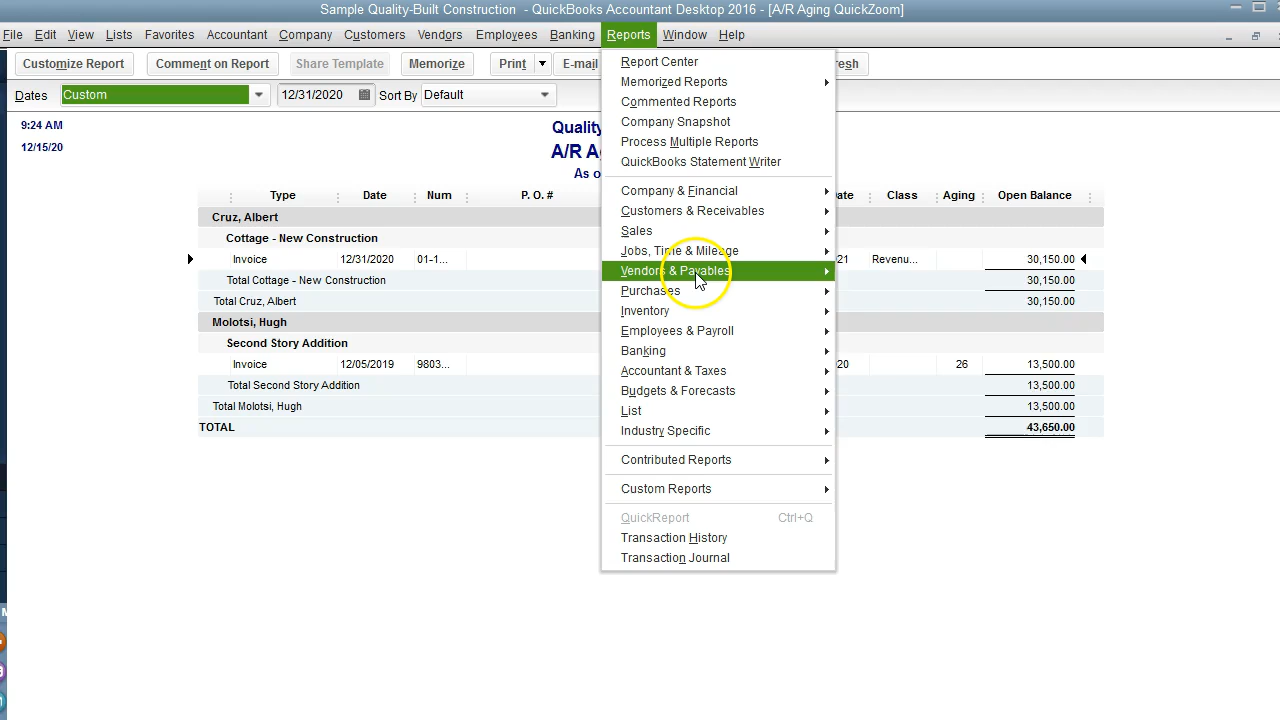 Sample Quality-Built Construction - QuickBooks Accountant Desktop 2016 - [A/R Aging QuickZoom]
File Edit View Lists Favorites Accountant Company Customers Vendors Employees Banking Reports Window Help
Customize Report Comment on Report Share Template Memorize Print E-mail
Dates Custom 12/31/2020 Sort By Default
9:24 AM
12/15/20
Quality
A/R A
As o
Type Date Num P. O. # Class Aging Open Balance
Cruz, Albert
Cottage - New Construction
Invoice 12/31/2020 01-1... 21 Revenu... 30,150.00
Total Cottage - New Construction 30,150.00
Total Cruz, Albert 30,150.00
Molotsi, Hugh
Second Story Addition
Invoice 12/05/2019 9803... 20 26 13,500.00
Total Second Story Addition 13,500.00
Total Molotsi, Hugh 13,500.00
TOTAL 43,650.00
Report Center
Memorized Reports
Commented Reports
Company Snapshot
Process Multiple Reports
QuickBooks Statement Writer
Company & Financial
Customers & Receivables
Sales
Jobs, Time & Mileage
Vendors & Payables
Purchases
Inventory
Employees & Payroll
Banking
Accountant & Taxes
Budgets & Forecasts
List
Industry Specific
Contributed Reports
Custom Reports
QuickReport Ctrl+Q
Transaction History
Transaction Journal